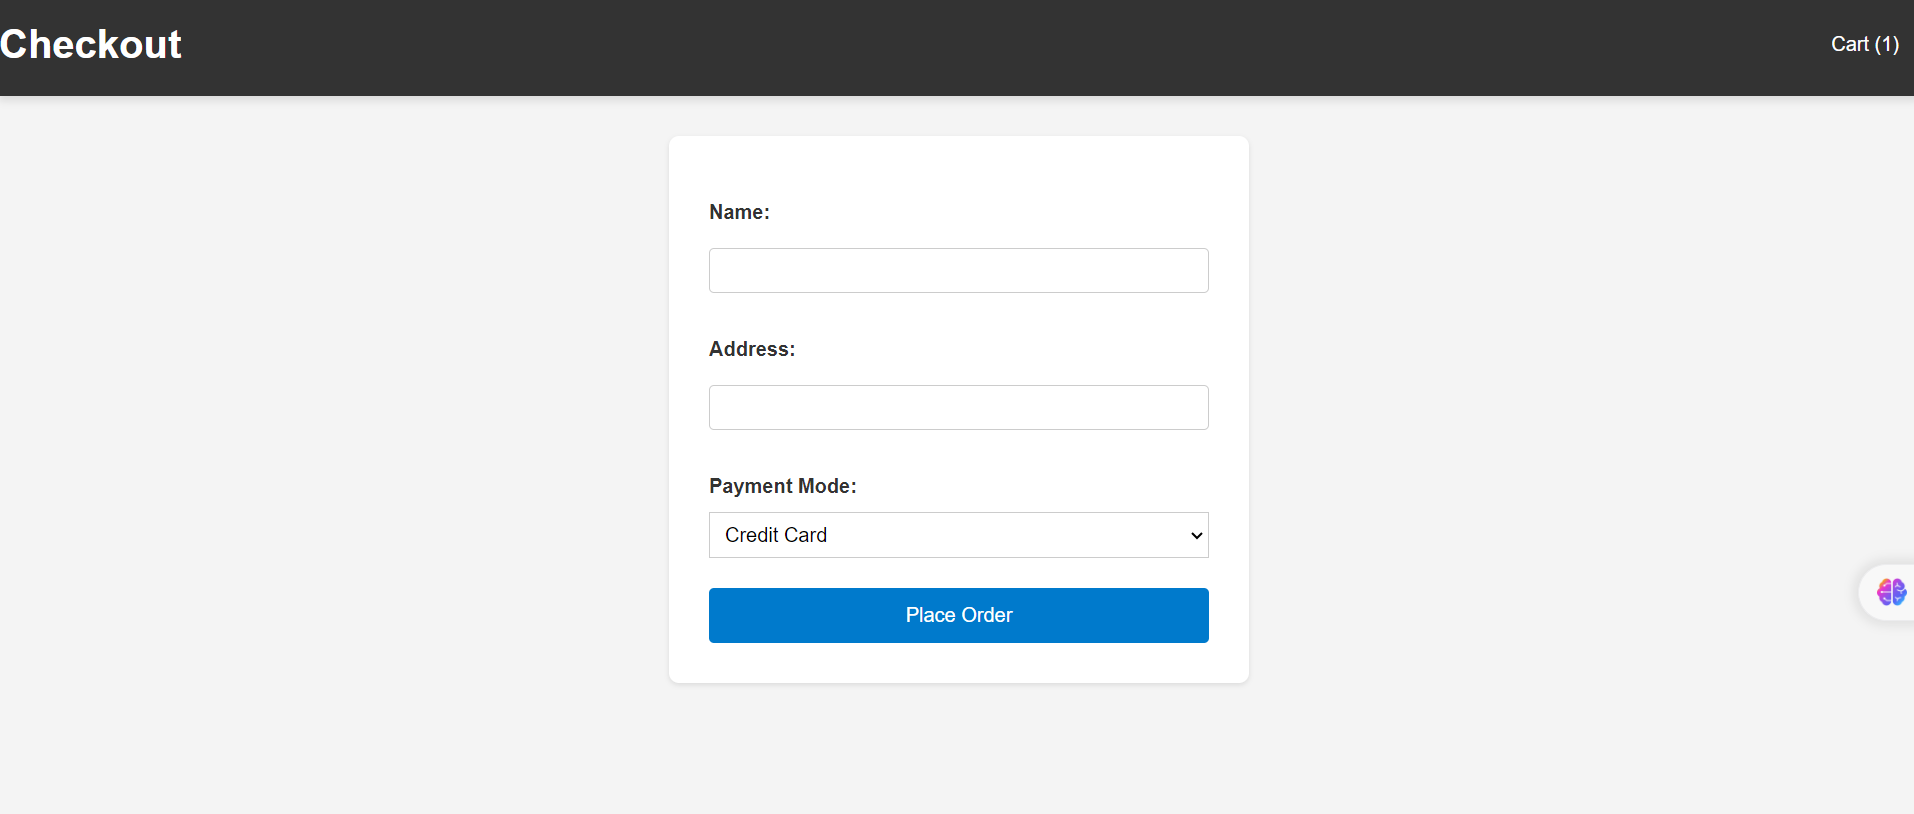 Checkout
Cart (1)
Name:
Address:
Payment Mode:
Credit Card
Place Order